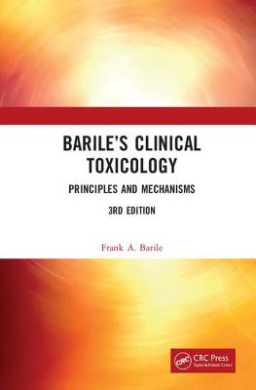 BARILE'S CLINICAL
TOXICOLOGY
PRINCIPLES AND MECHANISMS
3RD EDITION
Frank A. Barile
CRC Press
Taylor & Francis Group